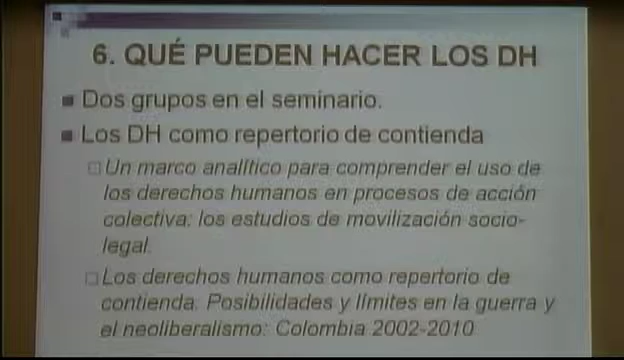 6. QUÉ PUEDEN HACER LOS DH
Dos grupos en el seminario.
Los DH como repertorio de contienda
Un marco analítico para comprender el uso de
los derechos humanos en procesos de acción
colectiva: los estudios de movilización socio-
legal.
Los derechos humanos como repertorio de
contienda. Posibilidades y límites en la guerra y
el neoliberalismo: Colombia 2002-2010